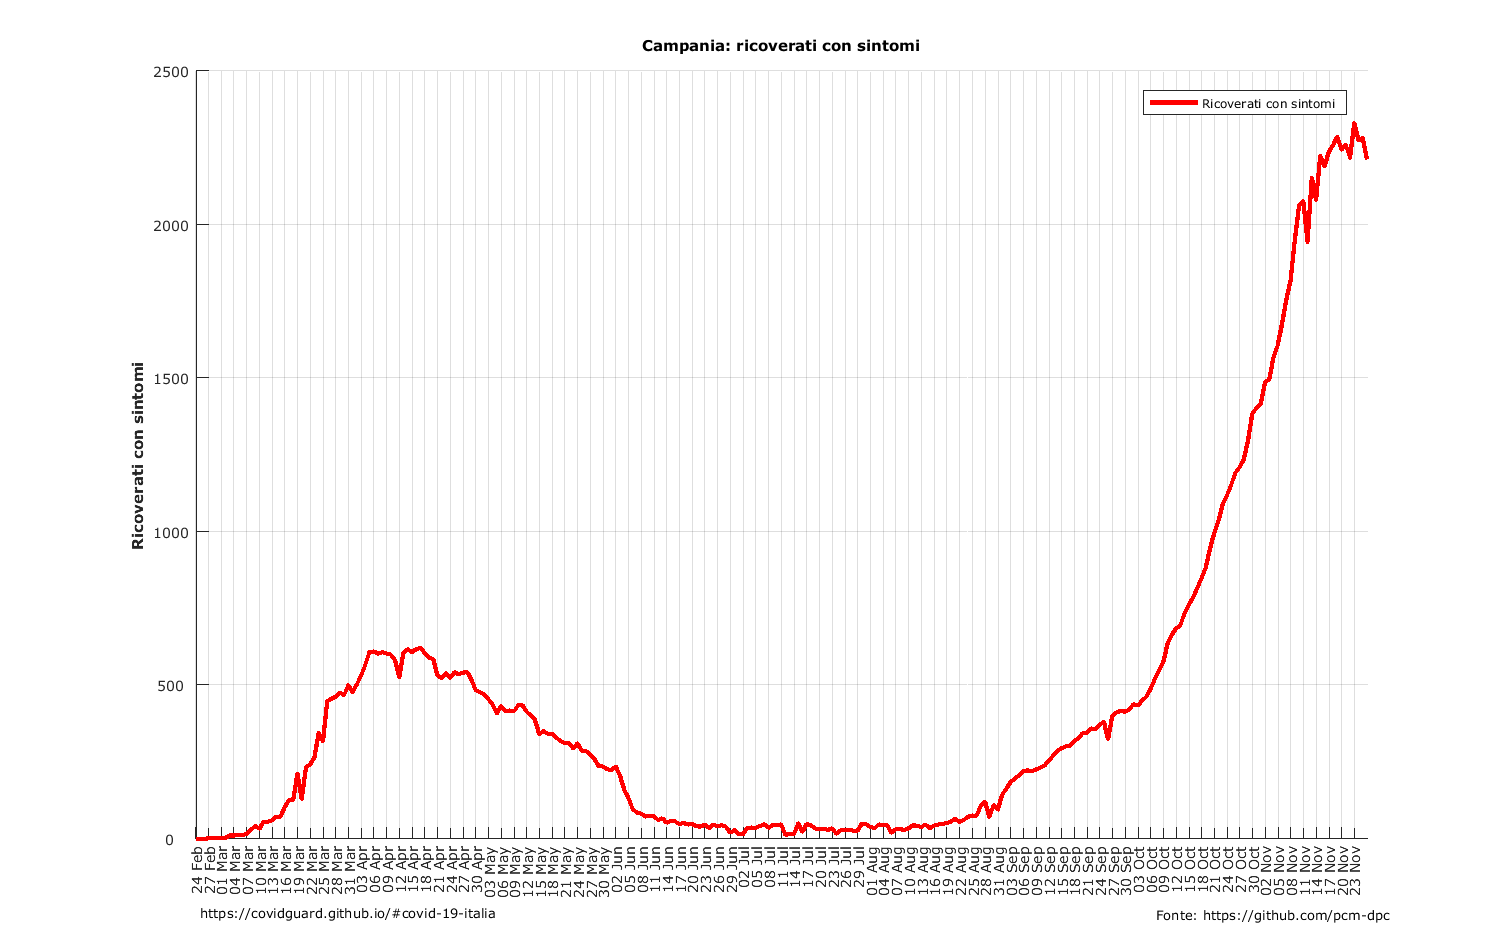 Campania: ricoverati con sintomi
Ricoverati con sintomi
Ricoverati con sintomi
2500
2000
1500
1000
500
0
24 Feb
27 Feb
01 Mar
04 Mar
07 Mar
10 Mar
13 Mar
16 Mar
19 Mar
22 Mar
25 Mar
28 Mar
31 Mar
03 Apr
06 Apr
09 Apr
12 Apr
15 Apr
18 Apr
21 Apr
24 Apr
27 Apr
30 Apr
03 May
06 May
09 May
12 May
15 May
18 May
21 May
24 May
27 May
30 May
02 Jun
05 Jun
08 Jun
11 Jun
14 Jun
17 Jun
20 Jun
23 Jun
26 Jun
29 Jun
02 Jul
05 Jul
08 Jul
11 Jul
14 Jul
17 Jul
20 Jul
23 Jul
26 Jul
29 Jul
01 Aug
04 Aug
07 Aug
10 Aug
13 Aug
16 Aug
19 Aug
22 Aug
25 Aug
28 Aug
31 Aug
03 Sep
06 Sep
09 Sep
12 Sep
15 Sep
18 Sep
21 Sep
24 Sep
27 Sep
30 Sep
03 Oct
06 Oct
09 Oct
12 Oct
15 Oct
18 Oct
21 Oct
24 Oct
27 Oct
30 Oct
02 Nov
05 Nov
08 Nov
11 Nov
14 Nov
17 Nov
20 Nov
23 Nov
https://covidguard.github.io/#covid-19-italia
Fonte: https://github.com/pcm-dpc